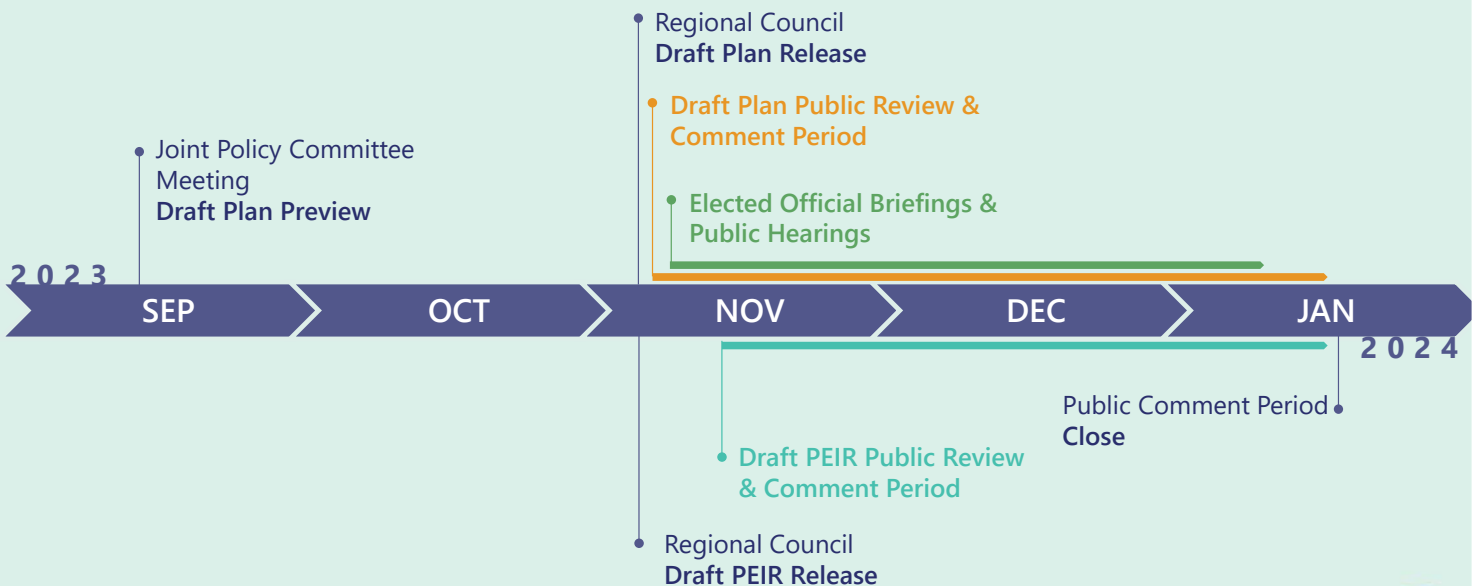 Regional Council
Draft Plan Release
Draft Plan Public Review &
Comment Period
Joint Policy Committee
Meeting
Draft Plan Preview
Elected Official Briefings &
Public Hearings
2023
SEP
OCT
NOV
DEC
JAN
2024
Public Comment Period
Close
Draft PEIR Public Review
& Comment Period
Regional Council
Draft PEIR Release